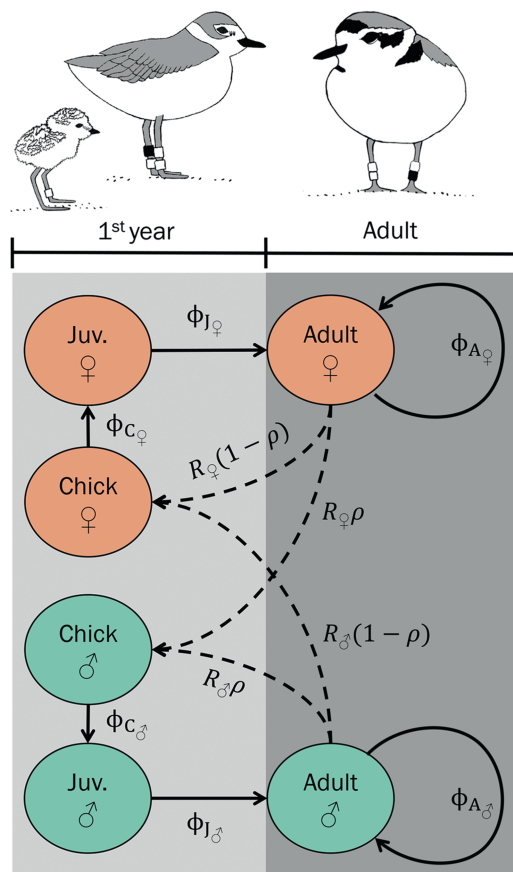 1st year
Adult
Juv.
♀
ϕJ♀
Adult
♀
ϕA♀
ϕC♀
R♀(1 − ρ)
Chick
♀
R♀ρ
Chick
♂
R♂(1 − ρ)
R♂ρ
ϕC♂
Juv.
♂
ϕJ♂
Adult
♂
ϕA♂